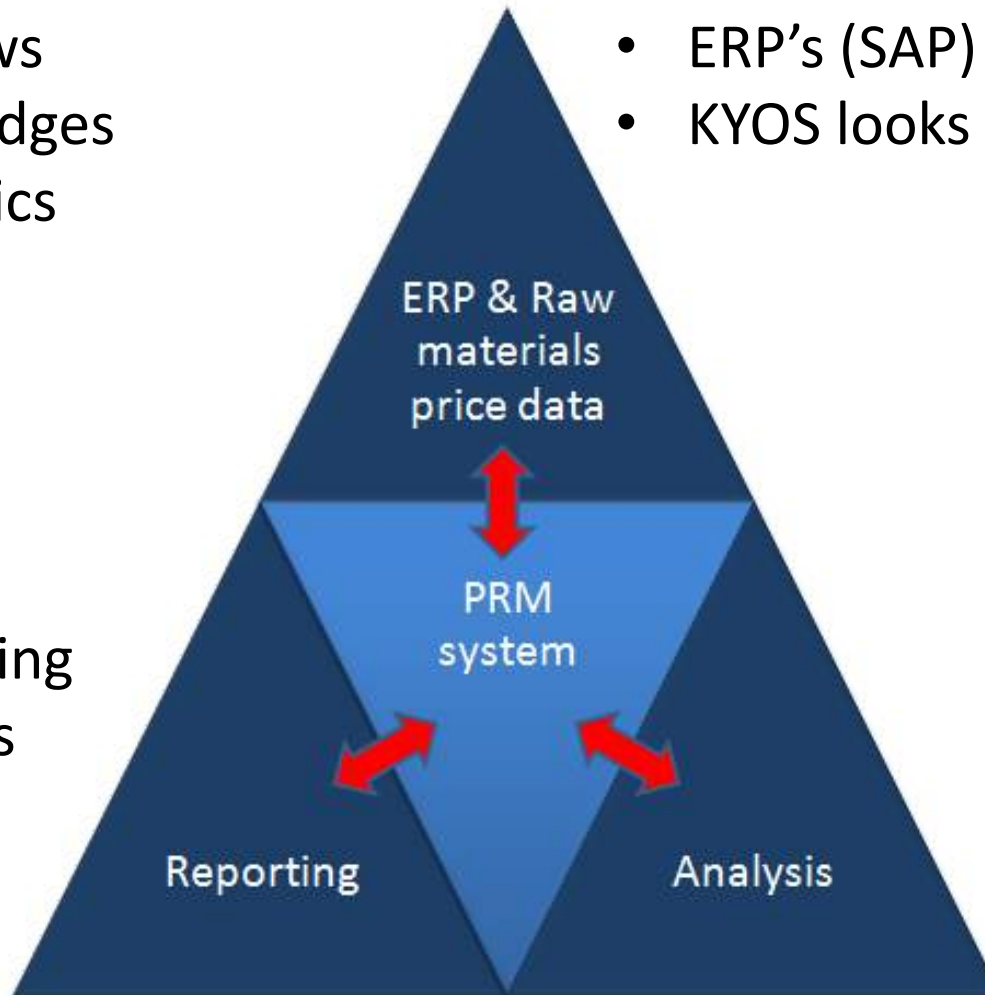 ws
dges
ics
• ERP’s (SAP)
• KYOS looks
ERP & Raw
materials
price data
PRM
system
ing
s
Reporting
Analysis